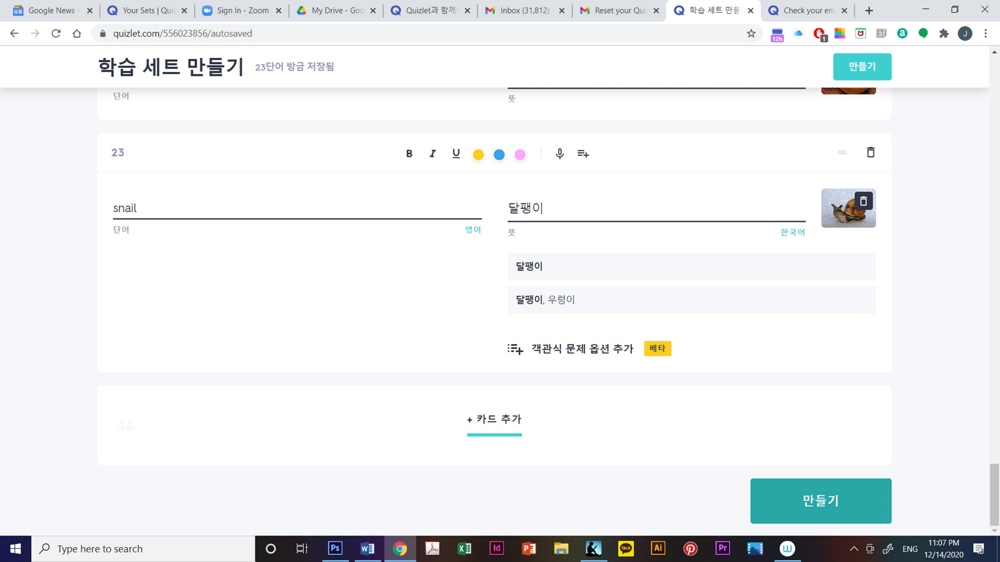 Google News -
Your Sets | Quiz
Sign In - Zoom
My Drive - Goo
Quizlet과 함께
Inbox (31,812) -
Reset your Quiz
학습 세트 만들
Check your em
quizlet.com/556023856/autosaved
12h
1
31
a
J
학습 세트 만들기
23단어 방금 저장됨
만들기
단어
뜻
23
B I U
snail
달팽이
단어
영어
뜻
한국어
달팽이
달팽이, 우렁이
객관식 문제 옵션 추가
베타
24
+ 카드 추가
만들기
Type here to search
Ps
W
X
Id
P
TALK
Ai
Pr
W
ENG
11:07 PM
12/14/2020